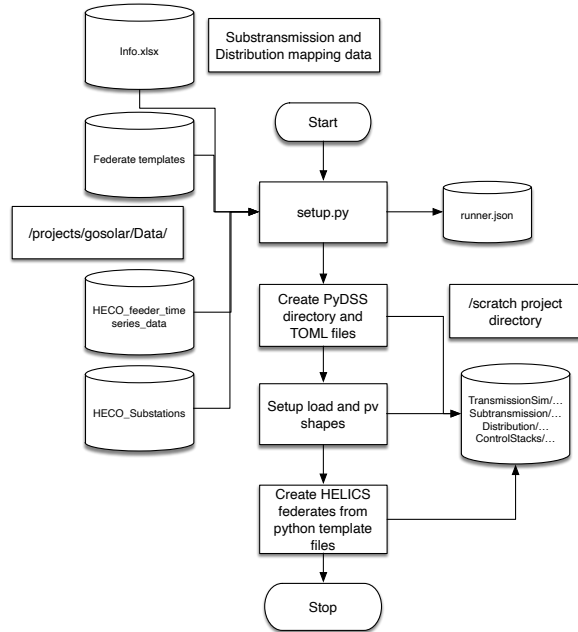 Info.xlsx
Substransmission and
Distribution mapping data
Start
Federate templates
setup.py
runner.json
/projects/gosolar/Data/
HECO_feeder_time
series_data
Create PyDSS
directory and
TOML files
/scratch project
directory
HECO_Substations
Setup load and pv
shapes
TransmissionSim/...
Subtransmission/...
Distribution/...
ControlStacks/...
Create HELICS
federates from
python template
files
Stop